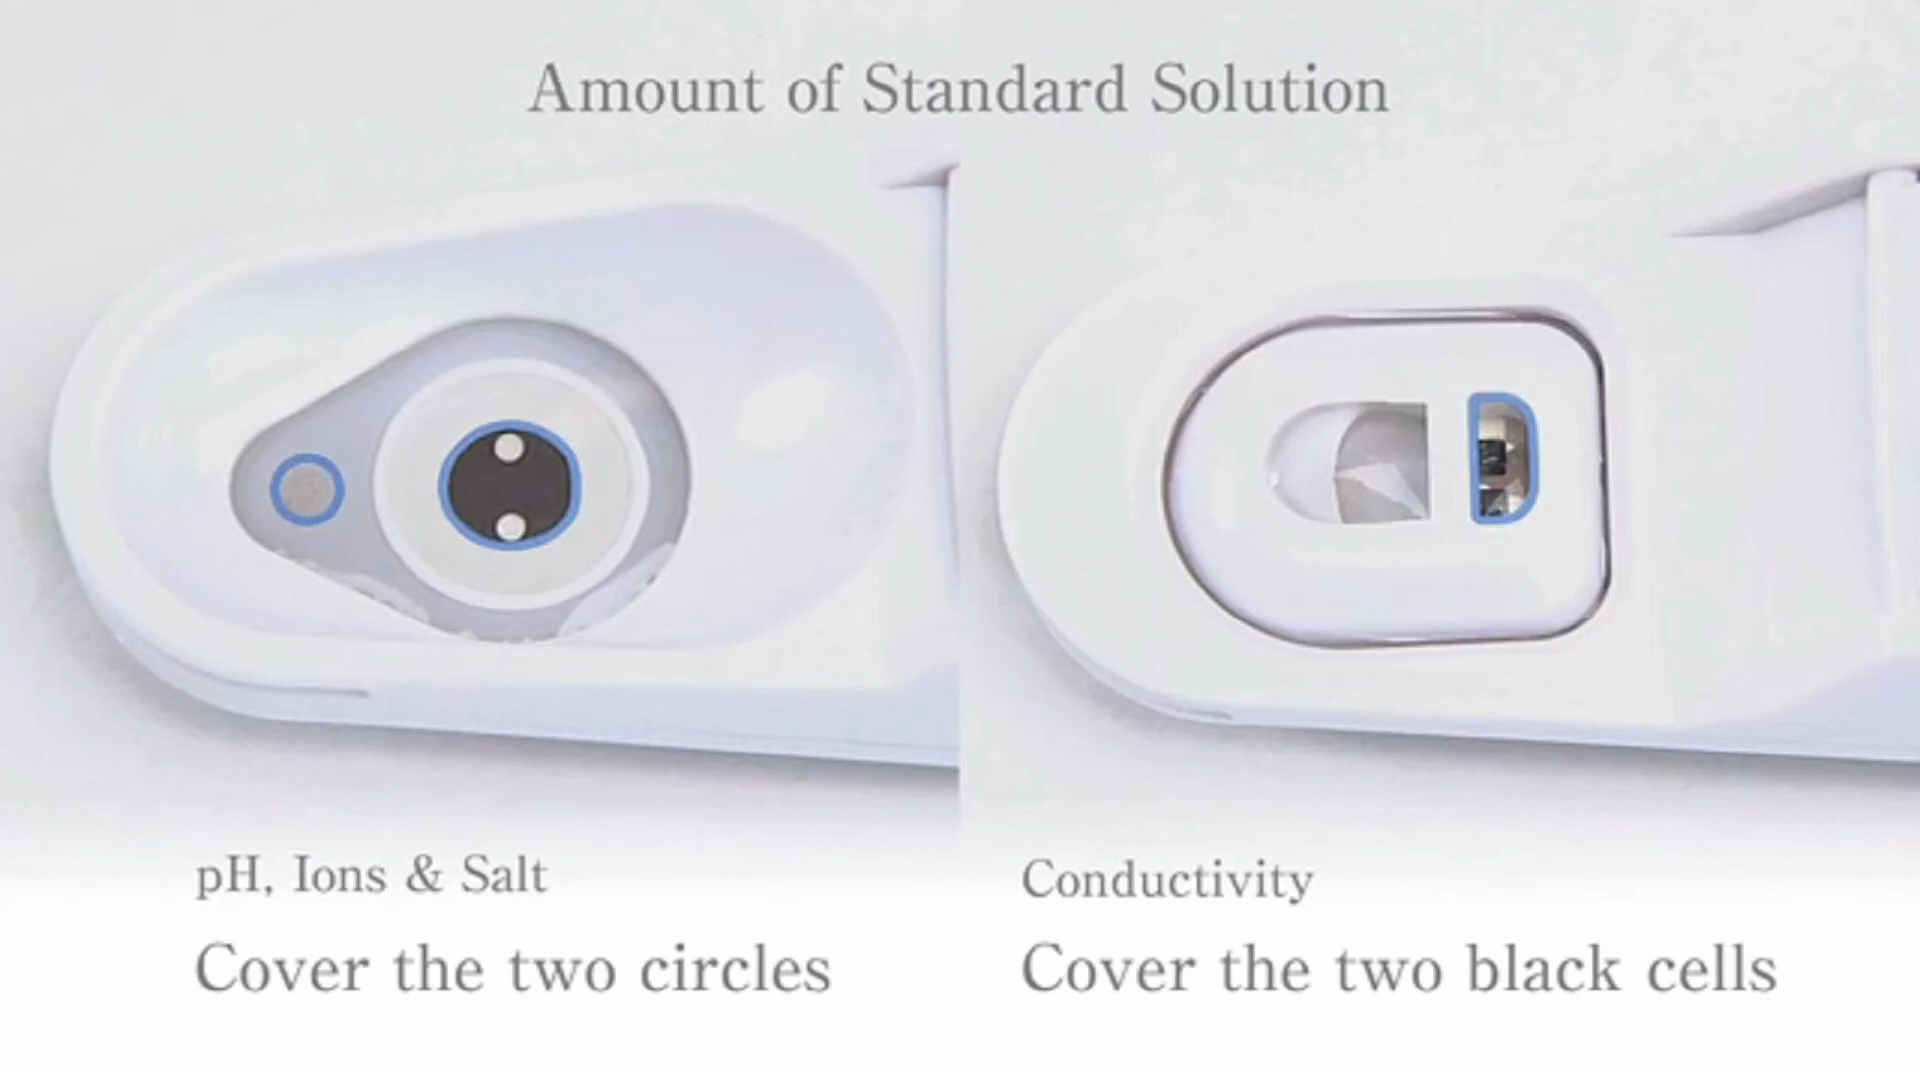 Amount of Standard Solution
pH, Ions & Salt
Cover the two circles
Conductivity
Cover the two black cells